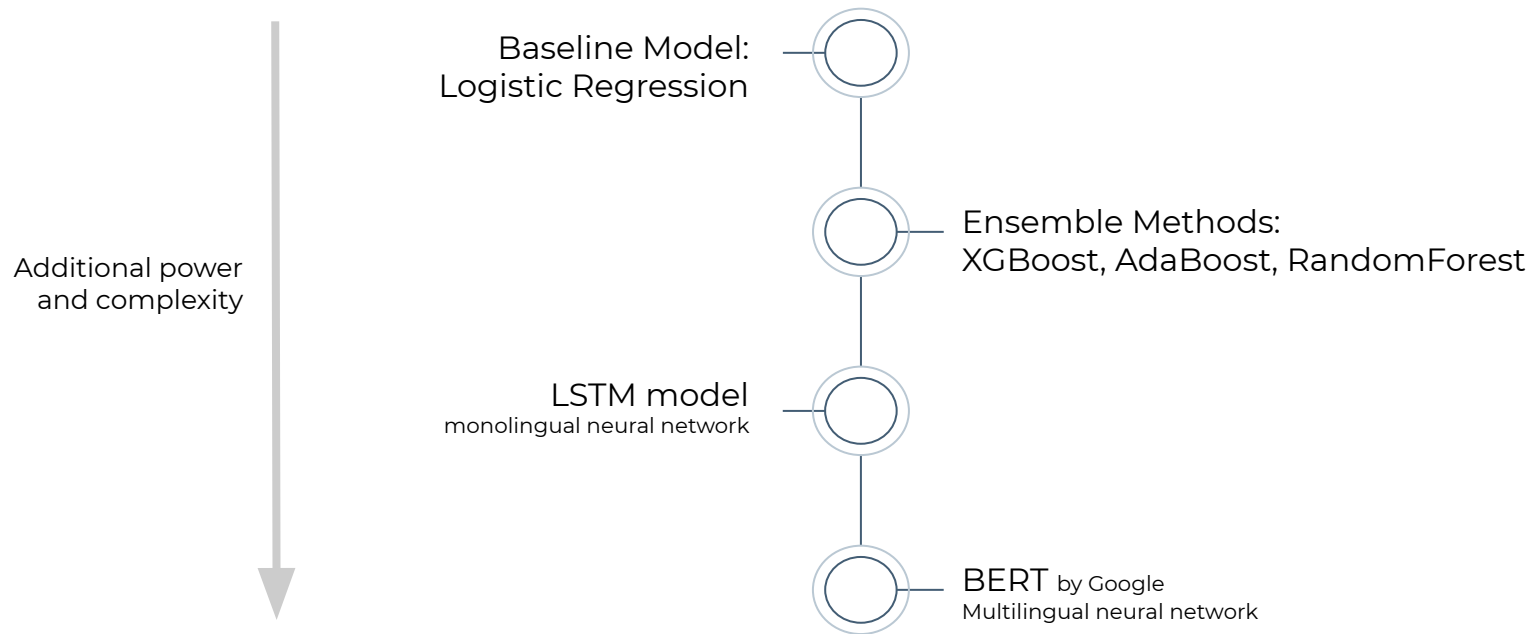 Baseline Model:
Logistic Regression
Ensemble Methods:
XGBoost, AdaBoost, RandomForest
Additional power
and complexity
LSTM model
monolingual neural network
BERT by Google
Multilingual neural network